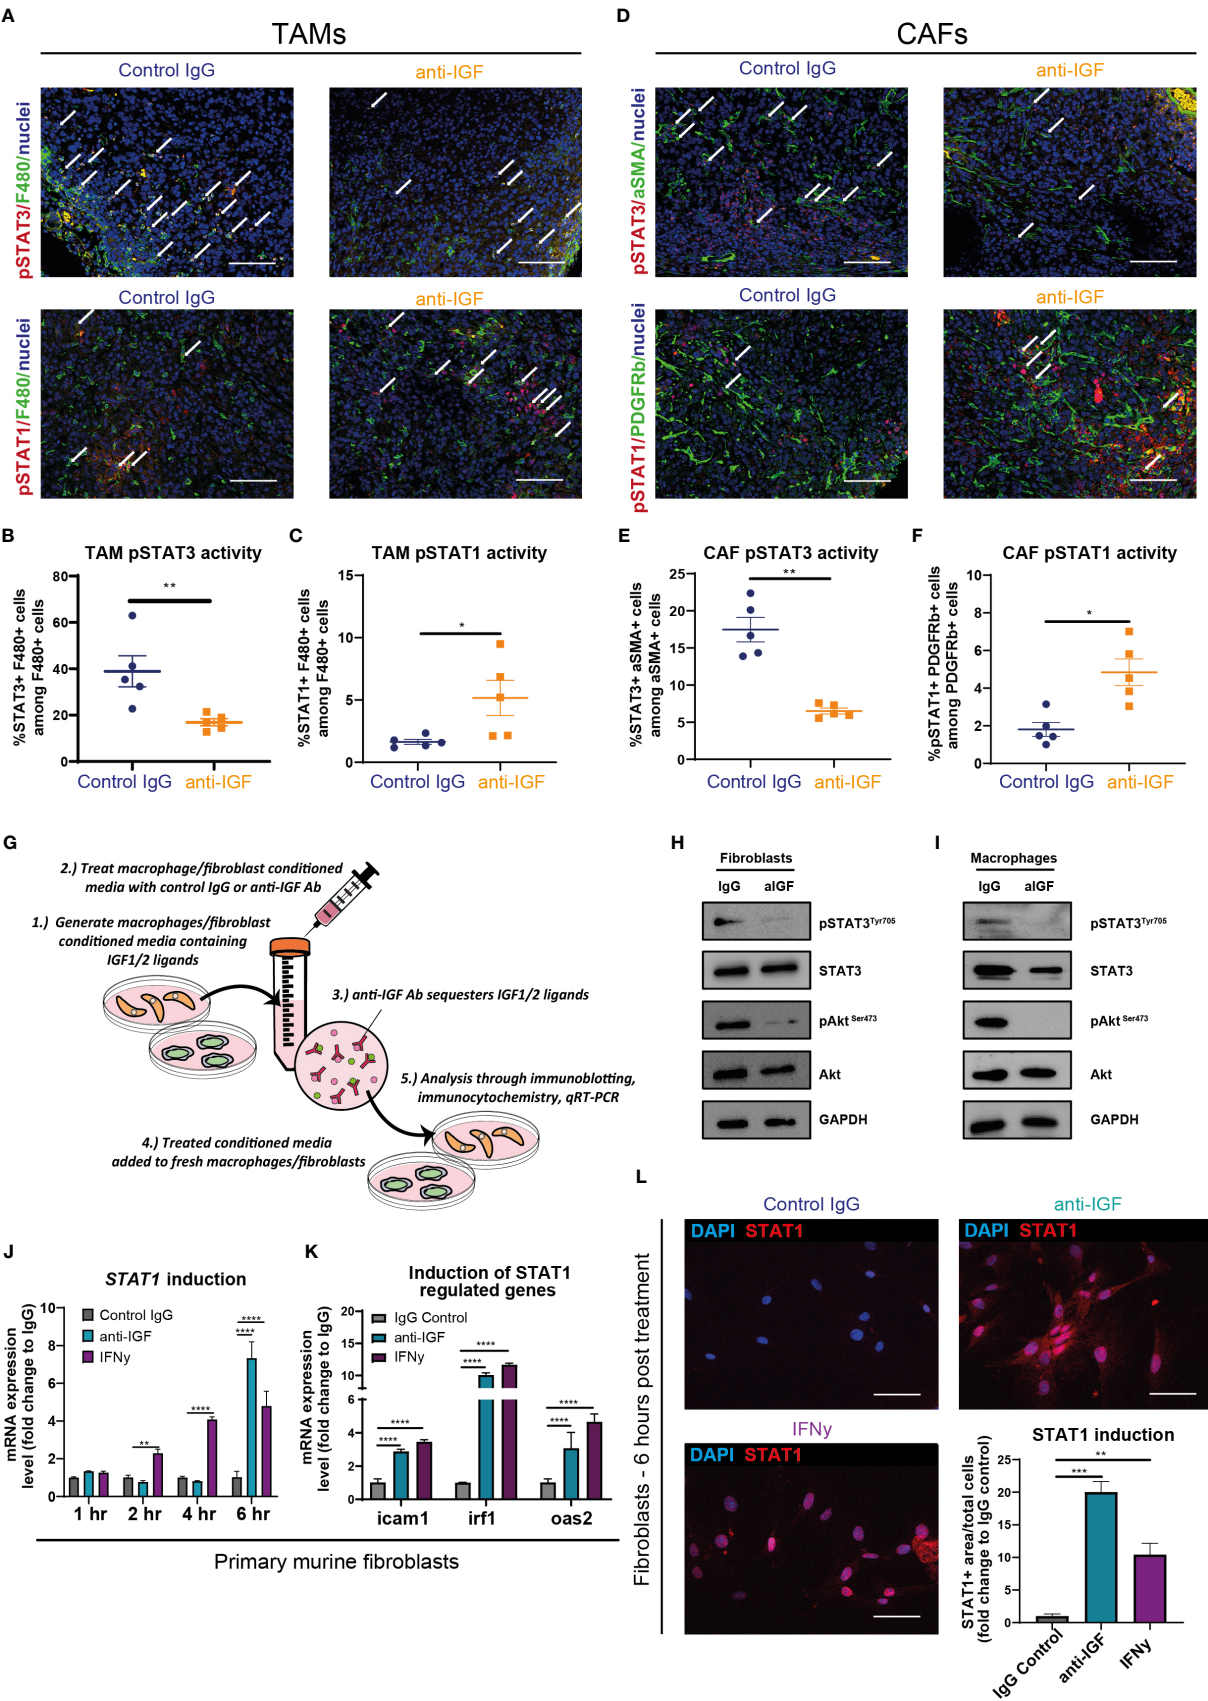 A
TAMs
Control IgG
anti-IGF
pSTAT3/F480/nuclei
Control IgG
anti-IGF
pSTAT1/F480/nuclei
D
CAFs
Control IgG
anti-IGF
pSTAT3/aSMA/nuclei
Control IgG
anti-IGF
pSTAT1/PDGFRb/nuclei
B
TAM pSTAT3 activity
%STAT3+ F480+ cells
among F480+ cells
80
60
40
20
0
**
Control IgG
anti-IGF
C
TAM pSTAT1 activity
%STAT1+ F480+ cells
among F480+ cells
15
10
5
0
*
Control IgG
anti-IGF
E
CAF pSTAT3 activity
%STAT3+ aSMA+ cells
among aSMA+ cells
25
20
15
10
5
0
**
Control IgG
anti-IGF
F
CAF pSTAT1 activity
%pSTAT1+ PDGFRb+ cells
among PDGFRb+ cells
10
8
6
4
2
0
*
Control IgG
anti-IGF
G
2.) Treat macrophage/fibroblast conditioned
media with control IgG or anti-IGF Ab
1.) Generate macrophages/fibroblast
conditioned media containing
IGF1/2 ligands
3.) anti-IGF Ab sequesters IGF1/2 ligands
5.) Analysis through immunoblotting,
immunocytochemistry, qRT-PCR
4.) Treated conditioned media
added to fresh macrophages/fibroblasts
H
Fibroblasts
IgG
aIGF
pSTAT3Tyr705
STAT3
pAkt Ser473
Akt
GAPDH
I
Macrophages
IgG
aIGF
pSTAT3Tyr705
STAT3
pAkt Ser473
Akt
GAPDH
J
STAT1 induction
mRNA expression
level (fold change to IgG)
10
8
6
4
2
0
Control IgG
anti-IGF
IFNy
**
****
****
****
1 hr
2 hr
4 hr
6 hr
K
Induction of STAT1
regulated genes
mRNA expression
level (fold change to IgG)
20
15
10
6
4
2
0
IgG Control
anti-IGF
IFNy
****
****
****
****
****
****
icam1
irf1
oas2
Primary murine fibroblasts
L
Fibroblasts - 6 hours post treatment
Control IgG
DAPI STAT1
anti-IGF
DAPI STAT1
IFNy
DAPI STAT1
STAT1 induction
STAT1+ area/total cells
(fold change to IgG control)
25
20
15
10
5
0
**
***
IgG Control
anti-IGF
IFNy